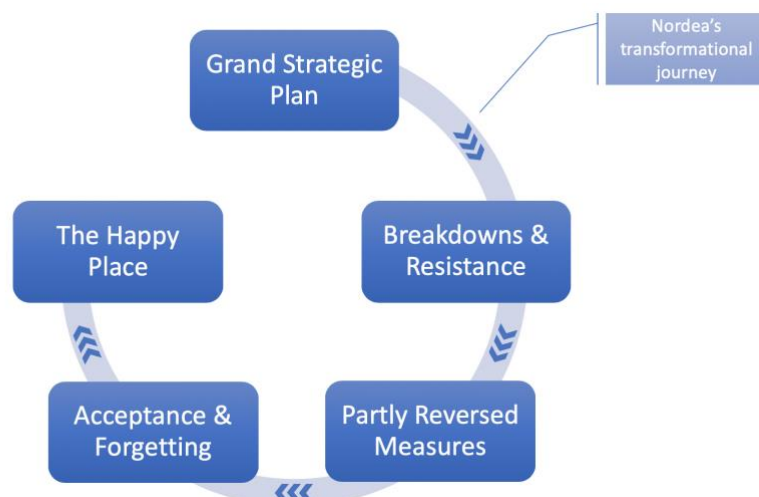 Grand Strategic
Plan
Nordea’s
transformational
journey
Breakdowns &
Resistance
Partly Reversed
Measures
Acceptance &
Forgetting
The Happy
Place